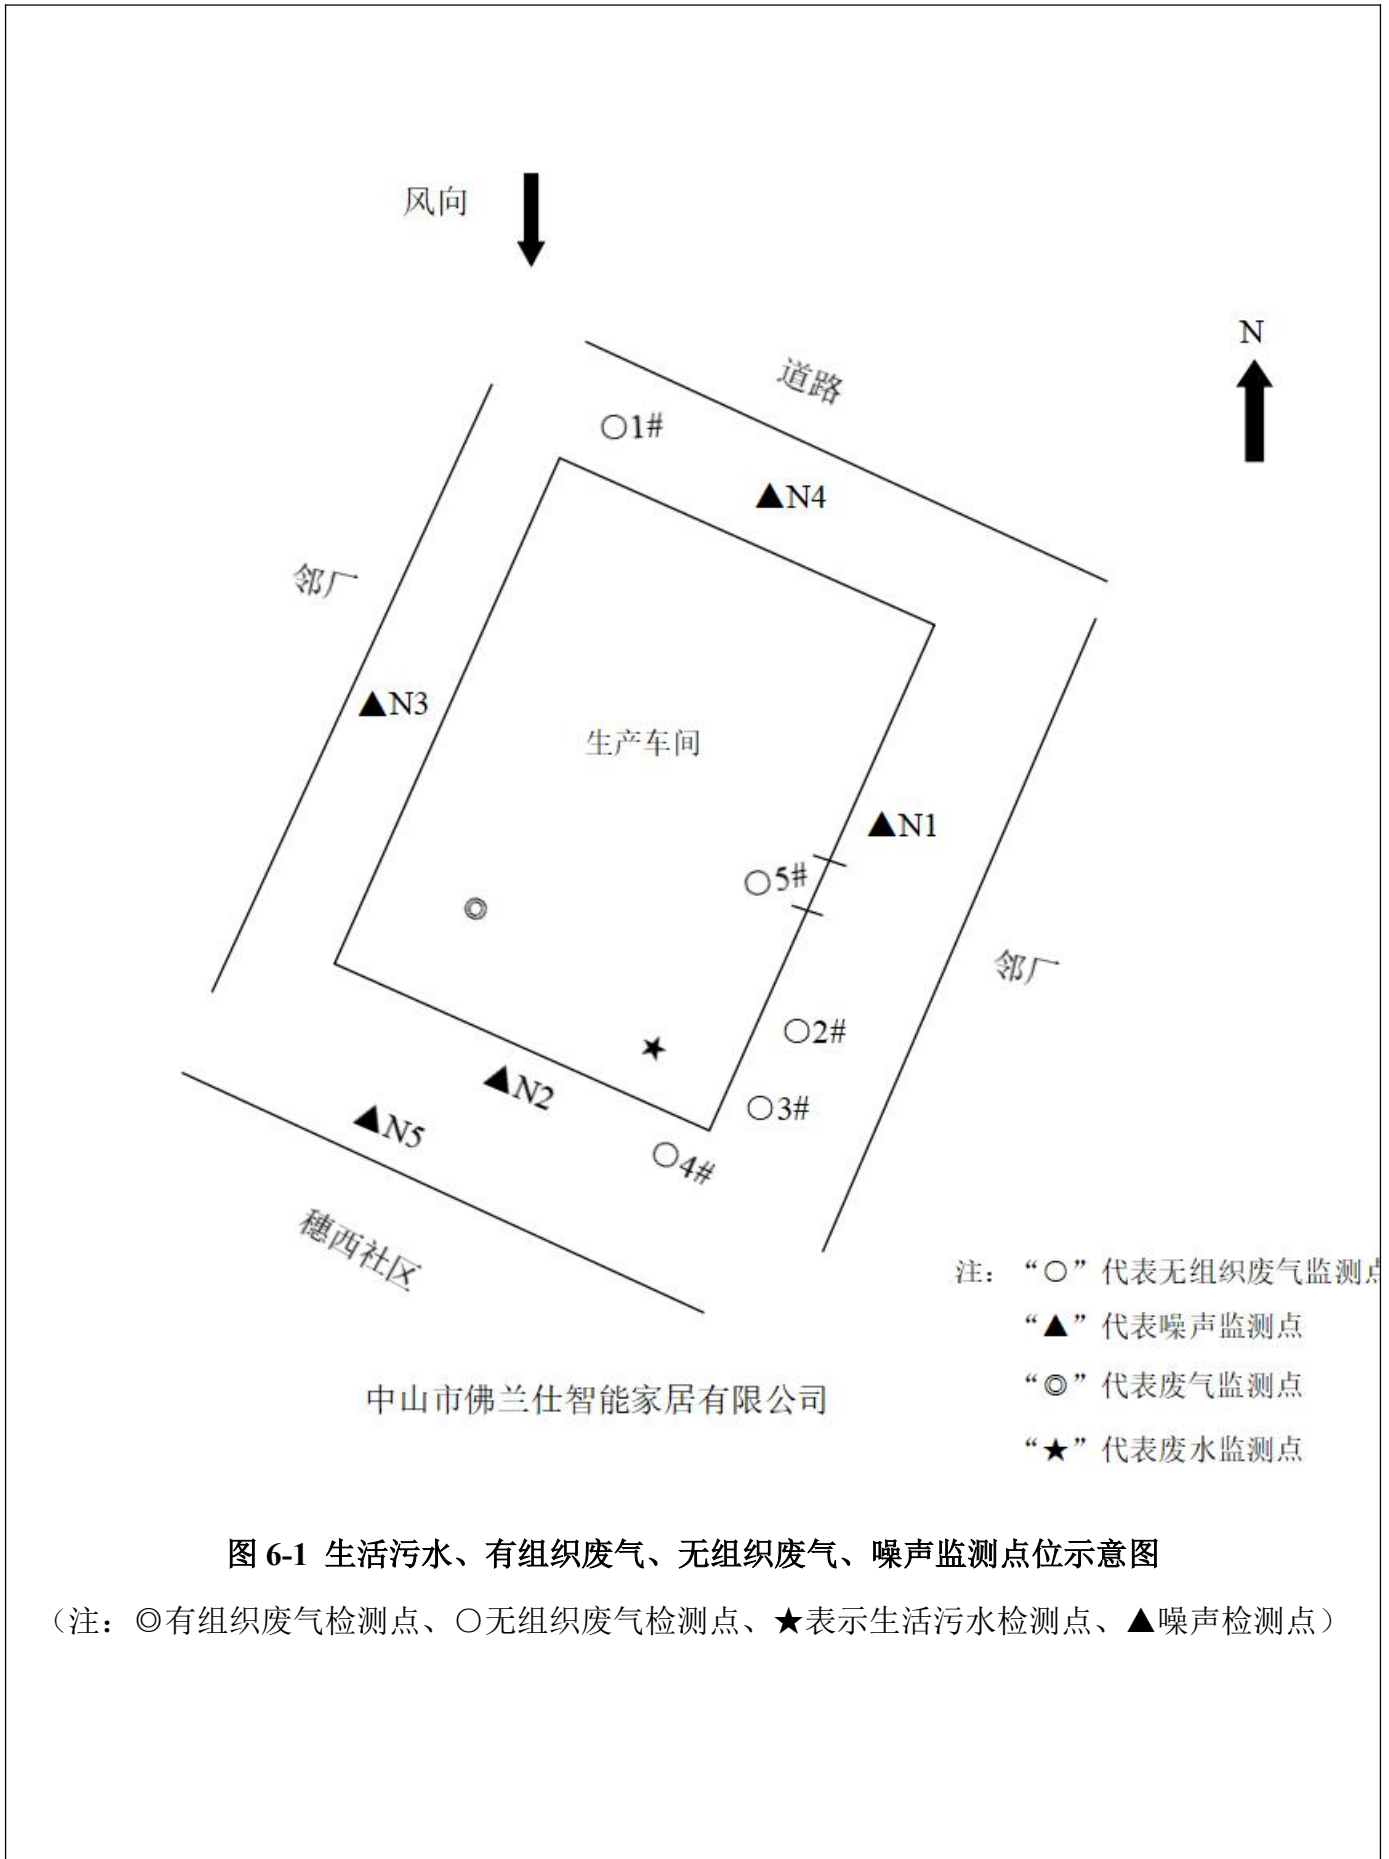 风向
N
道路
○1#
▲N4
邻厂
▲N3
生产车间
▲N1
○5#
◎
邻厂
○2#
★
▲N2
○3#
▲N5
○4#
穗西社区
注：“○”代表无组织废气监测点
“▲”代表噪声监测点
“◎”代表废气监测点
中山市佛兰仕智能家居有限公司
“★”代表废水监测点
图 6-1 生活污水、有组织废气、无组织废气、噪声监测点位示意图
（注：◎有组织废气检测点、○无组织废气检测点、★表示生活污水检测点、▲噪声检测点）